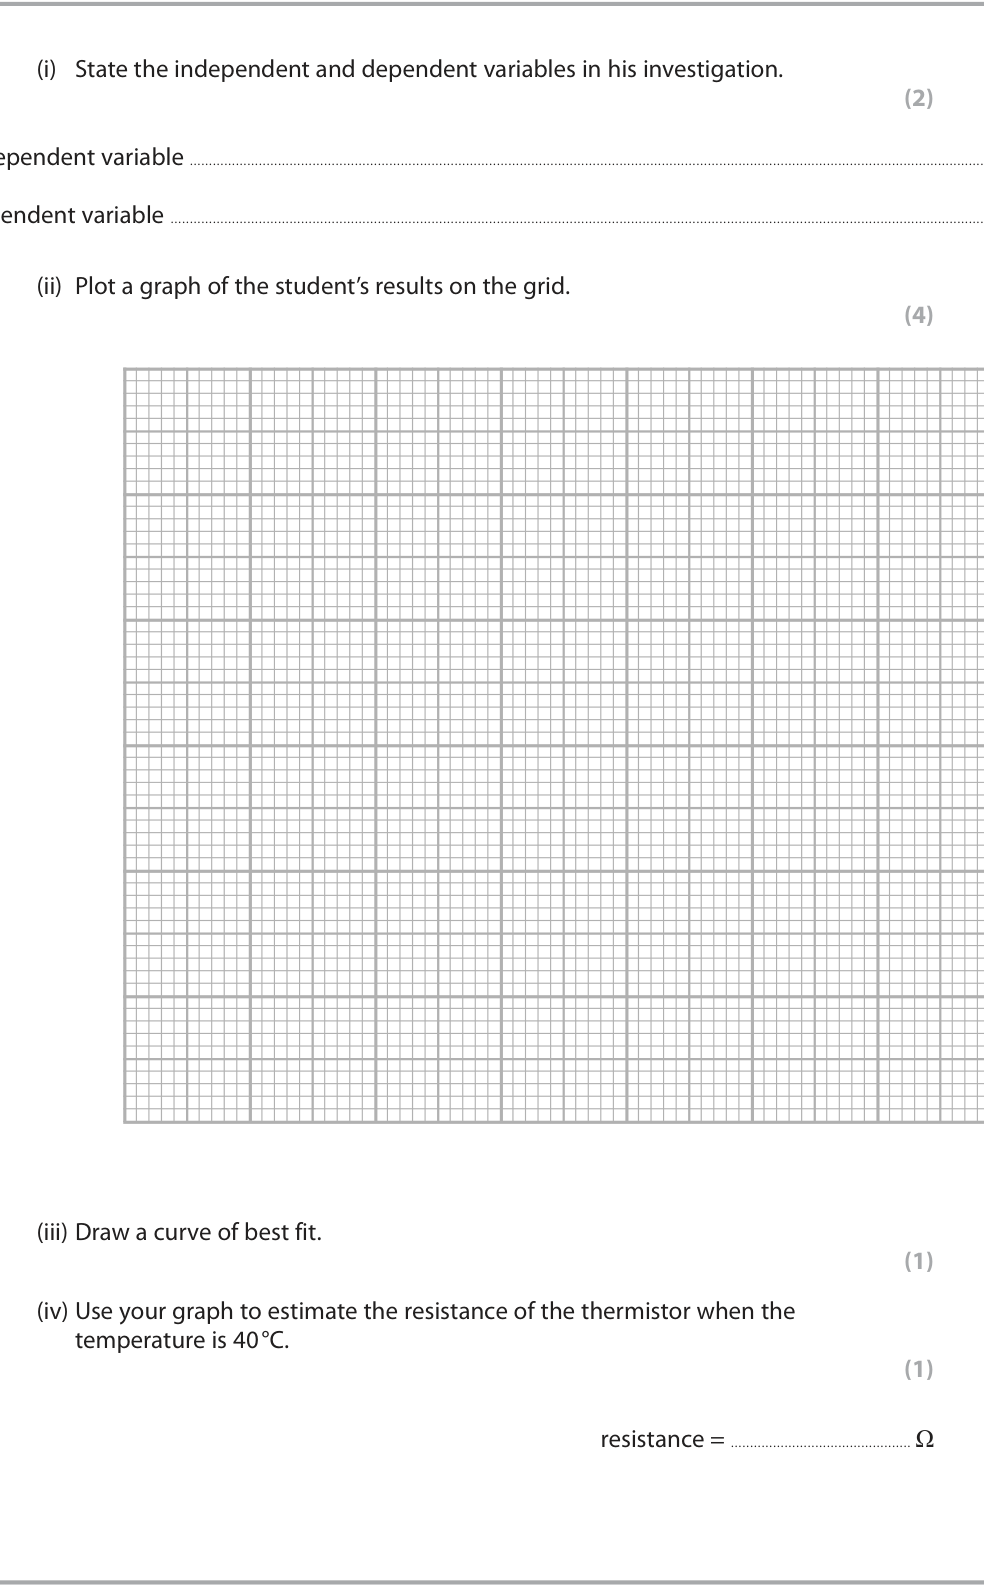 (i) State the independent and dependent variables in his investigation.
(2)
ependent variable
endent variable
(ii) Plot a graph of the student’s results on the grid.
(4)
(iii) Draw a curve of best fit.
(1)
(iv) Use your graph to estimate the resistance of the thermistor when the
temperature is 40 °C.
(1)
resistance = ............................................... Ω